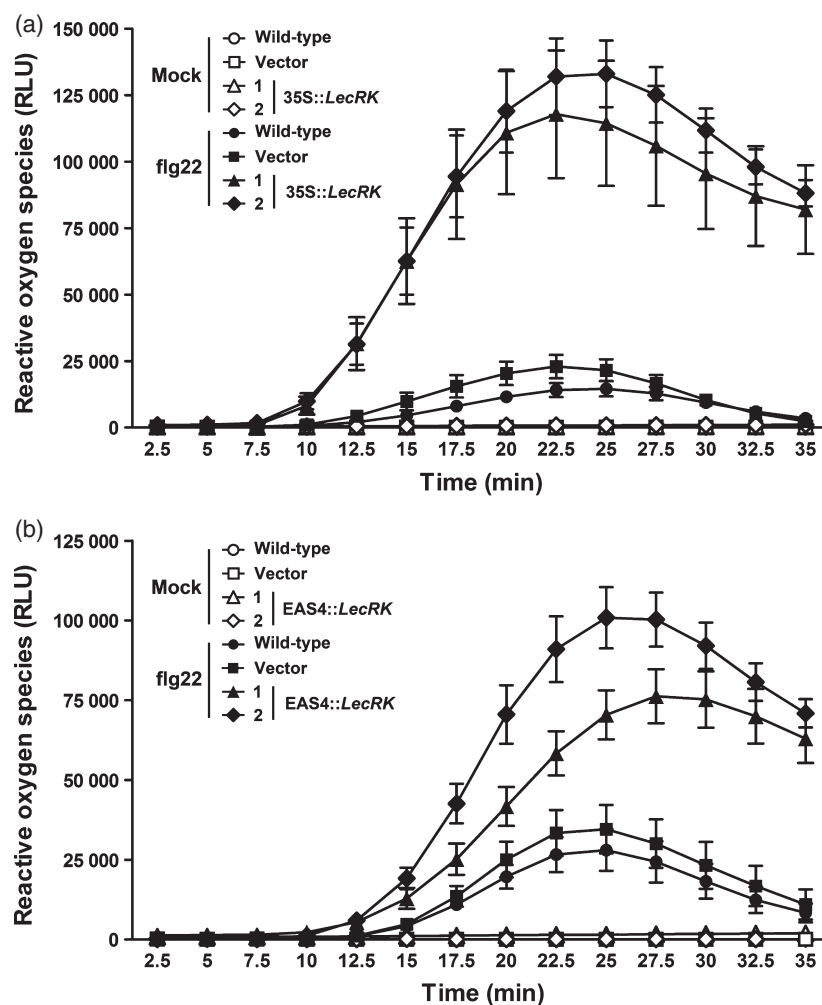 (a)
Reactive oxygen species (RLU)
150 000
125 000
100 000
75 000
50 000
25 000
0
Mock
Wild-type
Vector
1
2
35S::LecRK
flg22
Wild-type
Vector
1
2
35S::LecRK
2.5 5 7.5 10 12.5 15 17.5 20 22.5 25 27.5 30 32.5 35
Time (min)
(b)
Reactive oxygen species (RLU)
125 000
100 000
75 000
50 000
25 000
0
Mock
Wild-type
Vector
1
2
EAS4::LecRK
flg22
Wild-type
Vector
1
2
EAS4::LecRK
2.5 5 7.5 10 12.5 15 17.5 20 22.5 25 27.5 30 32.5 35
Time (min)